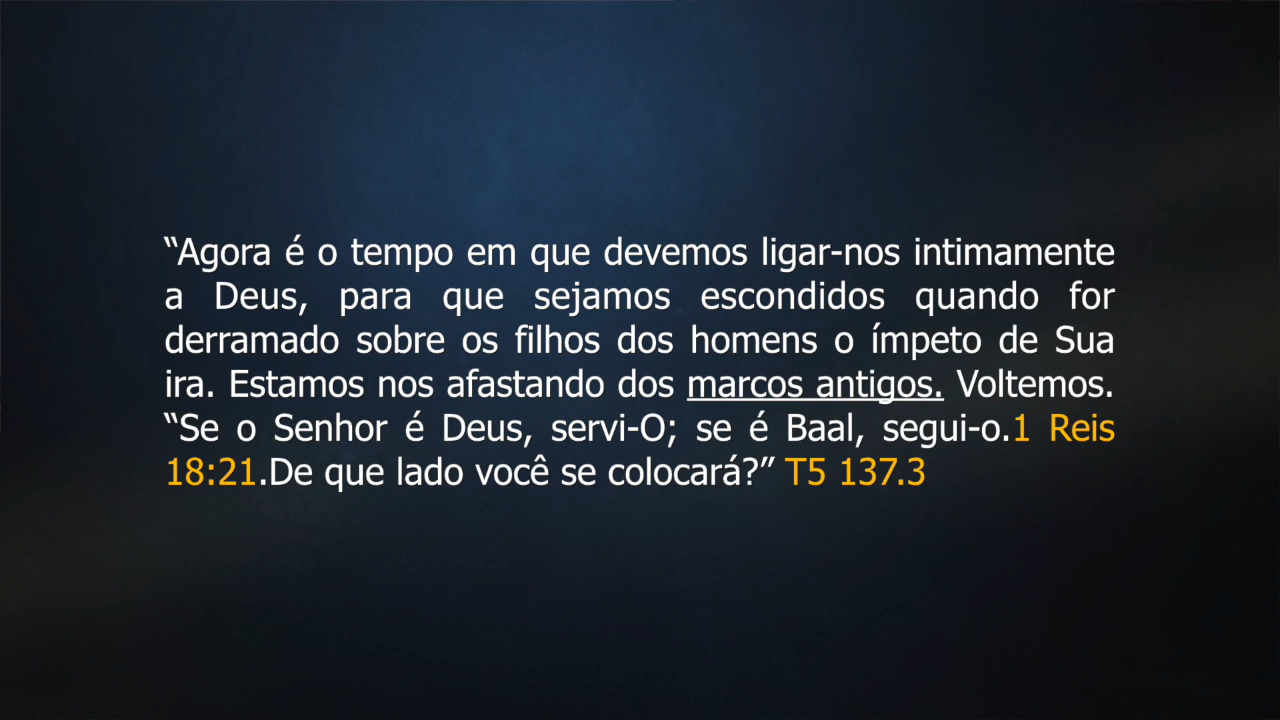 “Agora é o tempo em que devemos ligar-nos intimamente
a Deus, para que sejamos escondidos quando for
derramado sobre os filhos dos homens o ímpeto de Sua
ira. Estamos nos afastando dos marcos antigos. Voltemos.
“Se o Senhor é Deus, servi-O; se é Baal, segui-o.1 Reis
18:21.De que lado você se colocará?” T5 137.3